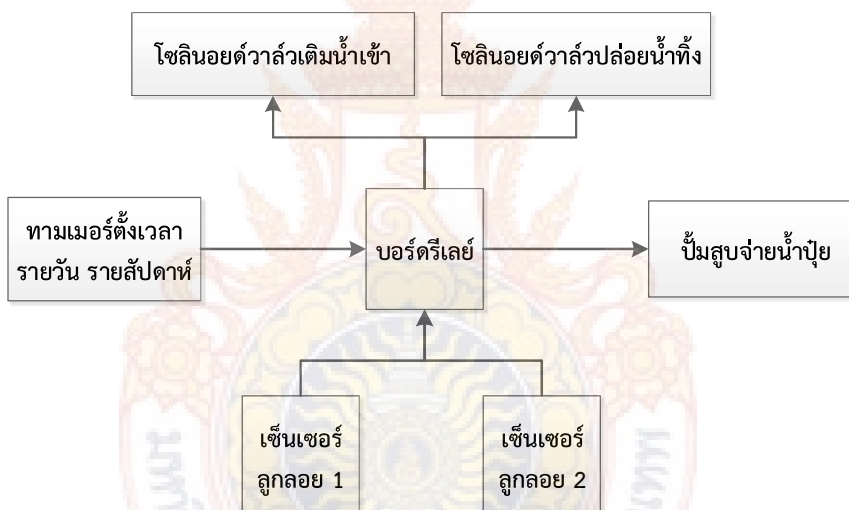 โซลินอยด์วาล์วเติมน้ำเข้า
โซลินอยด์วาล์วปล่อยน้ำทิ้ง
ทามเมอร์ตั้งเวลา
รายวัน รายสัปดาห์
บอร์ดรีเลย์
ปั้มสูบจ่ายน้ำปุ๋ย
เซ็นเซอร์
ลูกลอย 1
เซ็นเซอร์
ลูกลอย 2